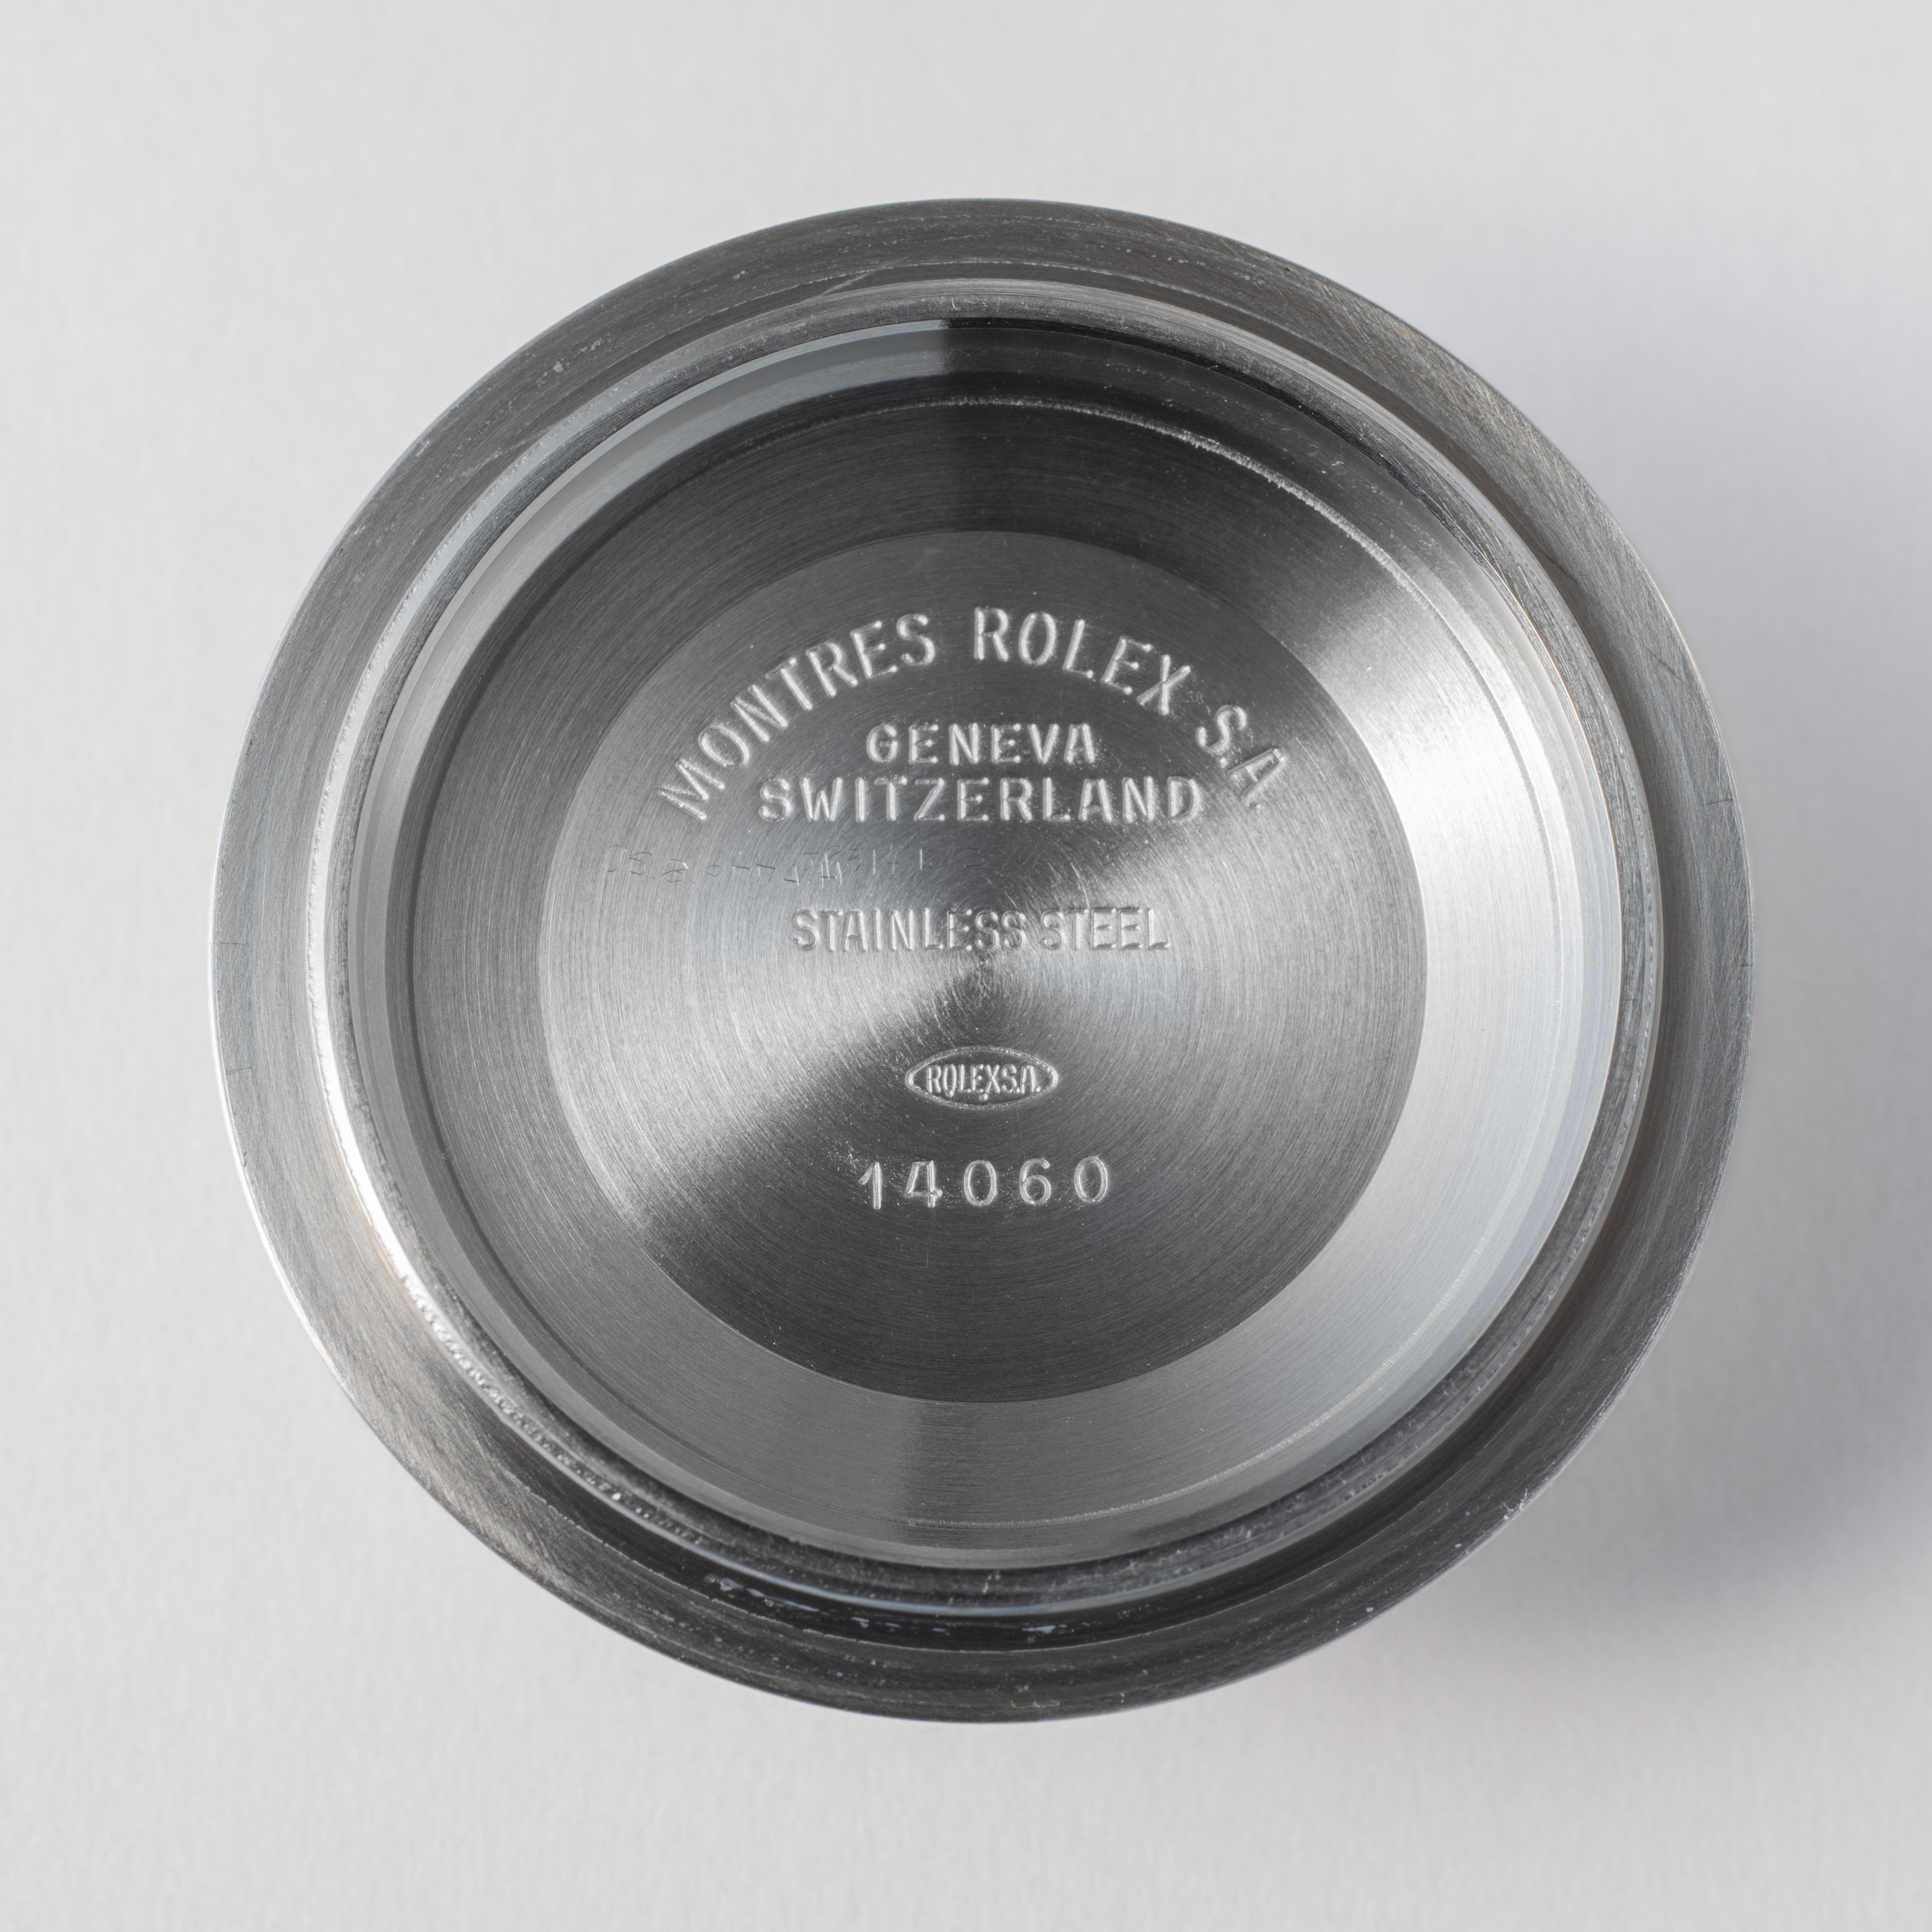 MONTRES ROLEX S.A.
GENEVA
SWITZERLAND
STAINLESS STEEL
ROLEX S.A.
14060